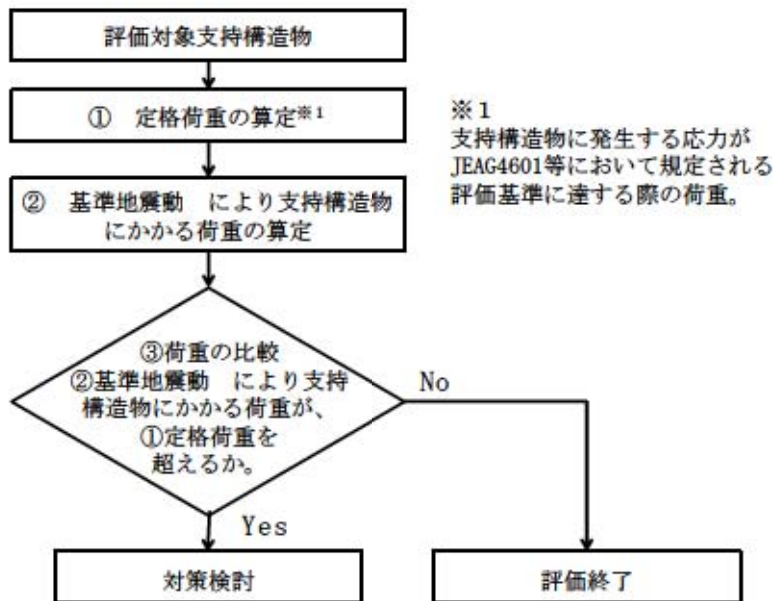 評価対象支持構造物
① 定格荷重の算定※1
※1
支持構造物に発生する応力が
JEAG4601等において規定される
評価基準に達する際の荷重。
② 基準地震動 により支持構造物
にかかる荷重の算定
③荷重の比較
②基準地震動 により支持
構造物にかかる荷重が、
①定格荷重を
超えるか。
No
Yes
対策検討
評価終了